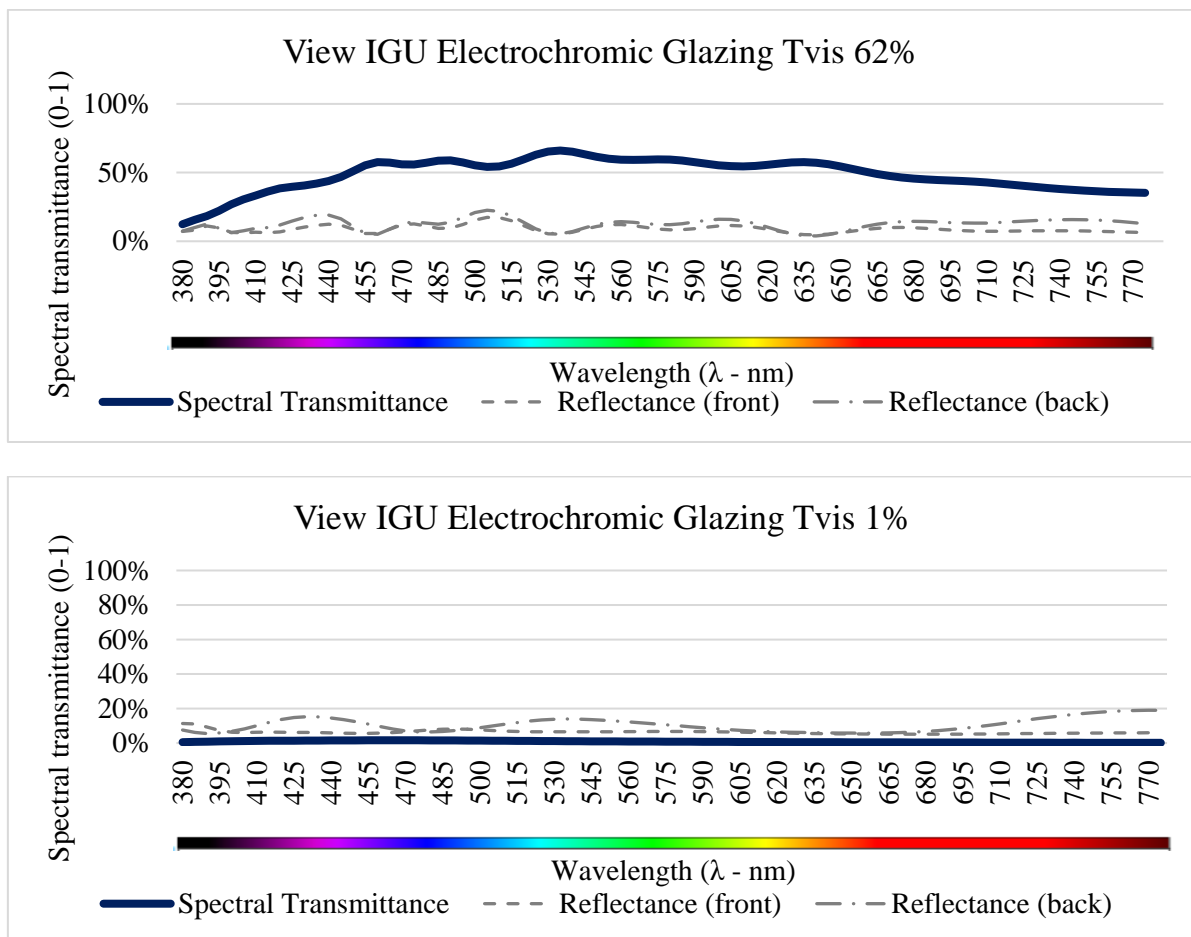 View IGU Electrochromic Glazing Tvis 62%
Spectral transmittance (0-1)
100%
50%
0%
380 395 410 425 440 455 470 485 500 515 530 545 560 575 590 605 620 635 650 665 680 695 710 725 740 755 770
Wavelength (λ - nm)
Spectral Transmittance Reflectance (front) Reflectance (back)
View IGU Electrochromic Glazing Tvis 1%
Spectral transmittance (0-1)
100%
80%
60%
40%
20%
0%
380 395 410 425 440 455 470 485 500 515 530 545 560 575 590 605 620 635 650 665 680 695 710 725 740 755 770
Wavelength (λ - nm)
Spectral Transmittance Reflectance (front) Reflectance (back)